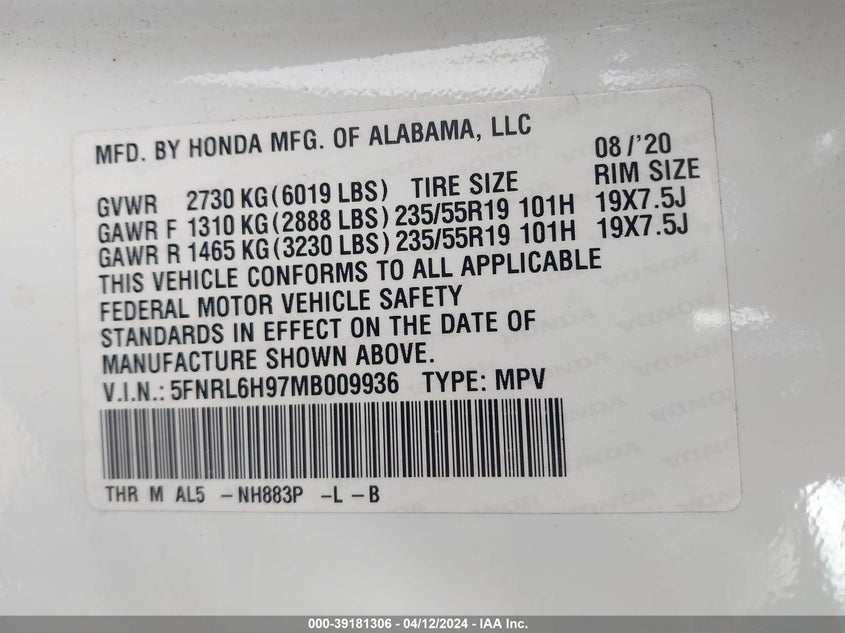 MFD. BY HONDA MFG. OF ALABAMA, LLC 08/'20
GVWR 2730 KG(6019 LBS) TIRE SIZE RIM SIZE
GAWR F 1310 KG(2888 LBS) 235/55R19 101H 19X7.5J
GAWR R 1465 KG(3230 LBS) 235/55R19 101H 19X7.5J
THIS VEHICLE CONFORMS TO ALL APPLICABLE
FEDERAL MOTOR VEHICLE SAFETY
STANDARDS IN EFFECT ON THE DATE OF
MANUFACTURE SHOWN ABOVE.
V.I.N.: 5FNRL6H97MB009936 TYPE: MPV
THR M AL5 -NH883P -L -B
000-39181306 - 04/12/2024 - IAA Inc.